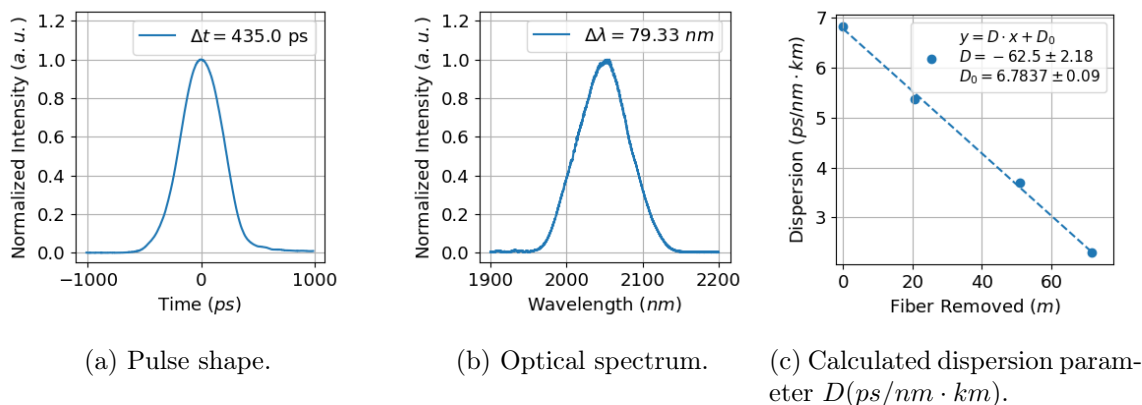 1.2
1.0
0.8
0.6
0.4
0.2
0.0
Normalized Intensity (a. u.)
Δt = 435.0 ps
−1000
0
1000
Time (ps)
(a) Pulse shape.
1.2
1.0
0.8
0.6
0.4
0.2
0.0
Normalized Intensity (a. u.)
Δλ = 79.33 nm
1900
2000
2100
2200
Wavelength (nm)
(b) Optical spectrum.
7
6
5
4
3
Dispersion (ps/nm · km)
y = D · x + D₀
D = − 62.5 ± 2.18
D₀ = 6.7837 ± 0.09
0
20
40
60
Fiber Removed (m)
(c) Calculated dispersion param-
eter D(ps/nm · km).